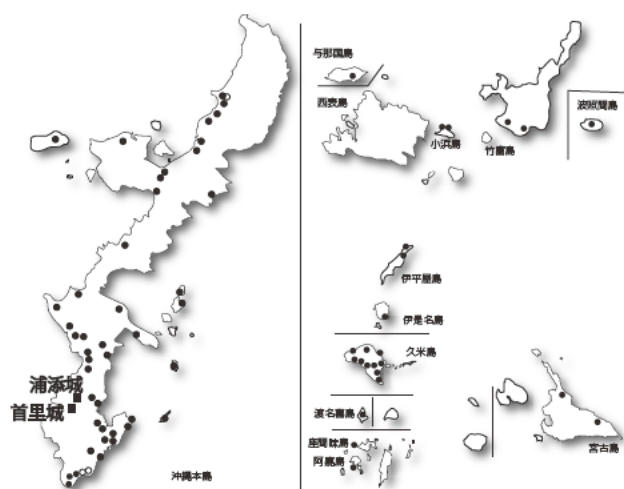 浦添城
首里城
沖縄本島
与那国島
西表島
小浜島
竹富島
波照間島
伊平屋島
伊是名島
久米島
渡名喜島
座間味島
阿嘉島
宮古島